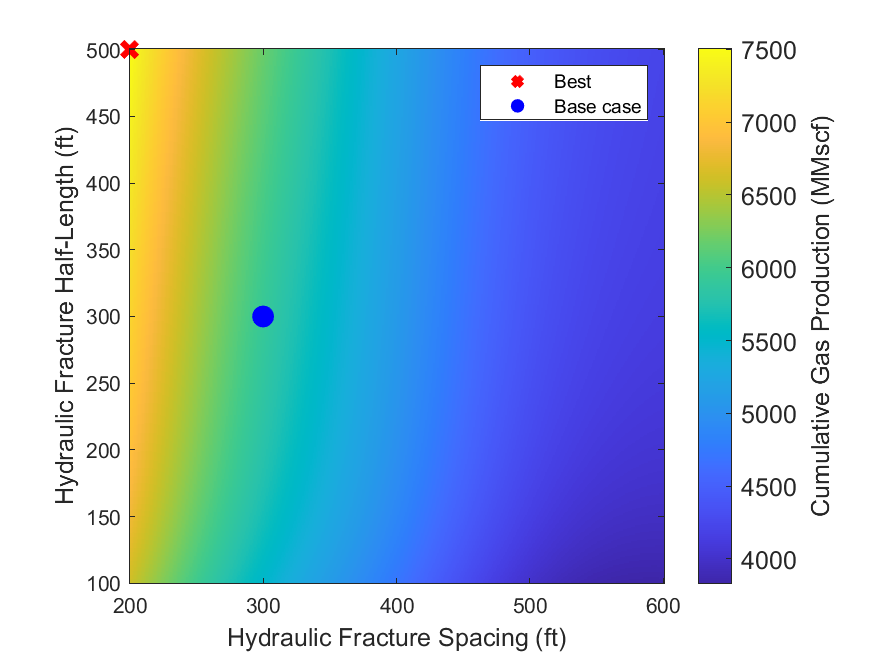 Hydraulic Fracture Half-Length (ft)
500
450
400
350
300
250
200
150
100
200 300 400 500 600
Hydraulic Fracture Spacing (ft)
Best
Base case
7500
7000
6500
6000
5500
5000
4500
4000
Cumulative Gas Production (MMscf)